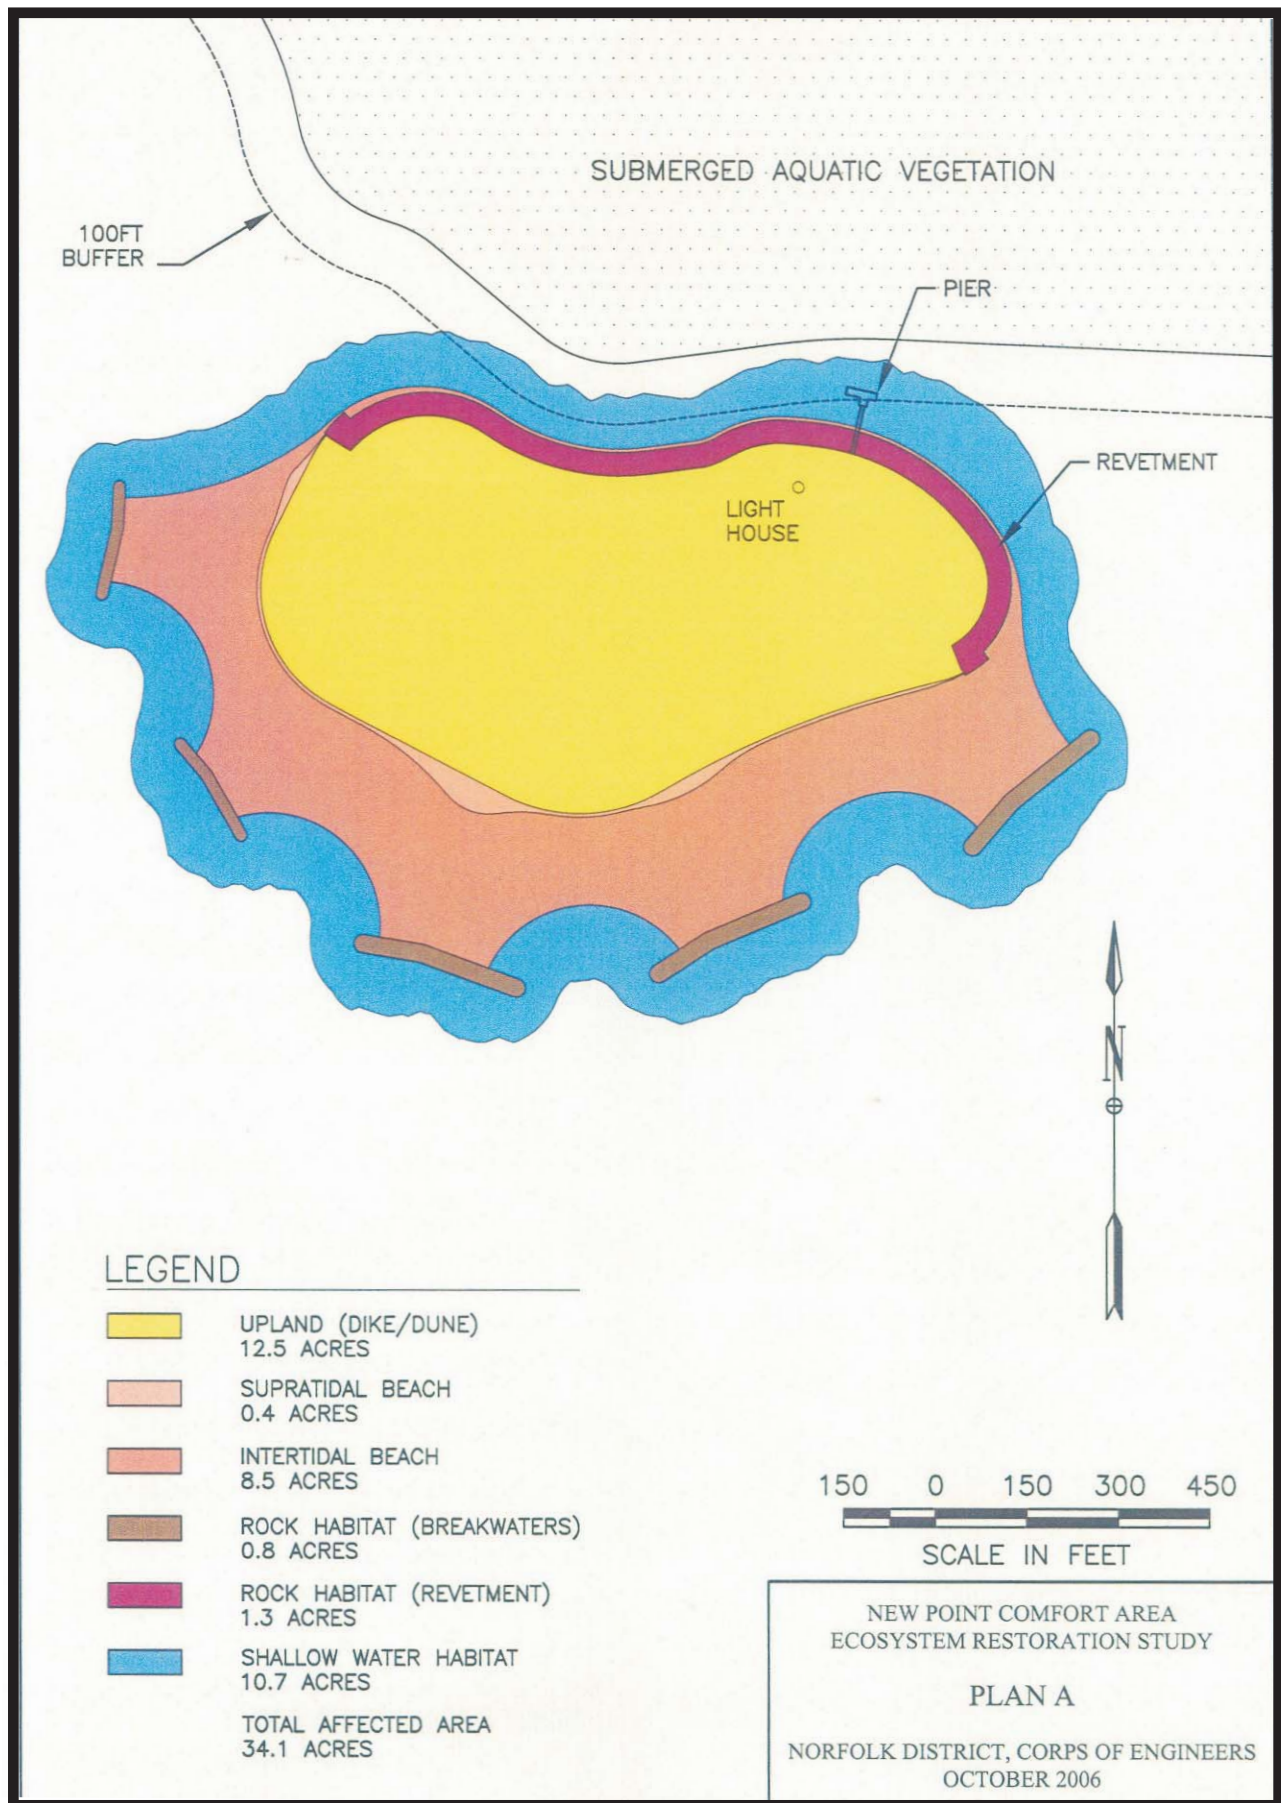 SUBMERGED AQUATIC VEGETATION
100FT
BUFFER
PIER
REVETMENT
LIGHT
HOUSE
N
LEGEND
UPLAND (DIKE/DUNE)
12.5 ACRES
SUPRATIDAL BEACH
0.4 ACRES
INTERTIDAL BEACH
8.5 ACRES
ROCK HABITAT (BREAKWATERS)
0.8 ACRES
ROCK HABITAT (REVETMENT)
1.3 ACRES
SHALLOW WATER HABITAT
10.7 ACRES
TOTAL AFFECTED AREA
34.1 ACRES
150 0 150 300 450
SCALE IN FEET
NEW POINT COMFORT AREA
ECOSYSTEM RESTORATION STUDY
PLAN A
NORFOLK DISTRICT, CORPS OF ENGINEERS
OCTOBER 2006